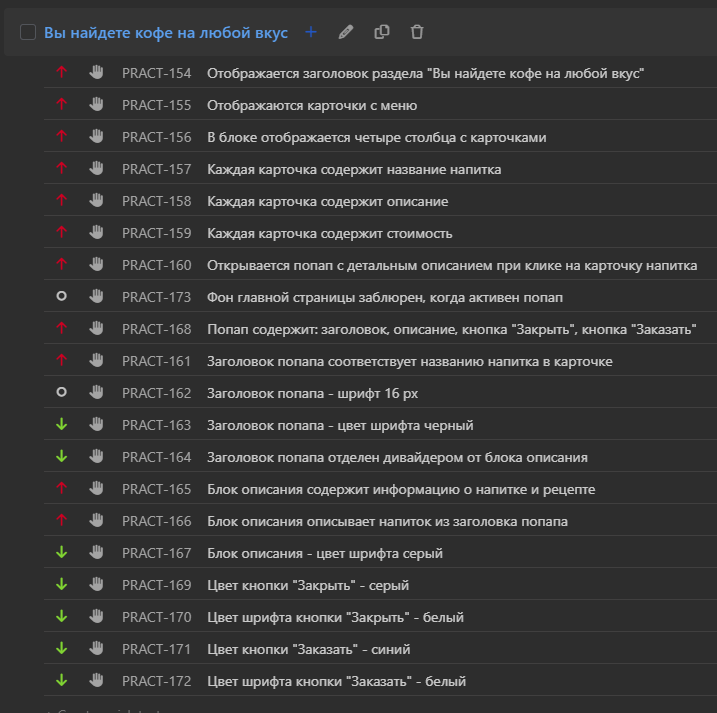 Вы найдете кофе на любой вкус
PRACT-154 Отображается заголовок раздела "Вы найдете кофе на любой вкус"
PRACT-155 Отображаются карточки с меню
PRACT-156 В блоке отображается четыре столбца с карточками
PRACT-157 Каждая карточка содержит название напитка
PRACT-158 Каждая карточка содержит описание
PRACT-159 Каждая карточка содержит стоимость
PRACT-160 Открывается попап с детальным описанием при клике на карточку напитка
PRACT-173 Фон главной страницы заблюрен, когда активен попап
PRACT-168 Попап содержит: заголовок, описание, кнопка "Закрыть", кнопка "Заказать"
PRACT-161 Заголовок попапа соответствует названию напитка в карточке
PRACT-162 Заголовок попапа - шрифт 16 px
PRACT-163 Заголовок попапа - цвет шрифта черный
PRACT-164 Заголовок попапа отделен дивайдером от блока описания
PRACT-165 Блок описания содержит информацию о напитке и рецепте
PRACT-166 Блок описания описывает напиток из заголовка попапа
PRACT-167 Блок описания - цвет шрифта серый
PRACT-169 Цвет кнопки "Закрыть" - серый
PRACT-170 Цвет шрифта кнопки "Закрыть" - белый
PRACT-171 Цвет кнопки "Заказать" - синий
PRACT-172 Цвет шрифта кнопки "Заказать" - белый